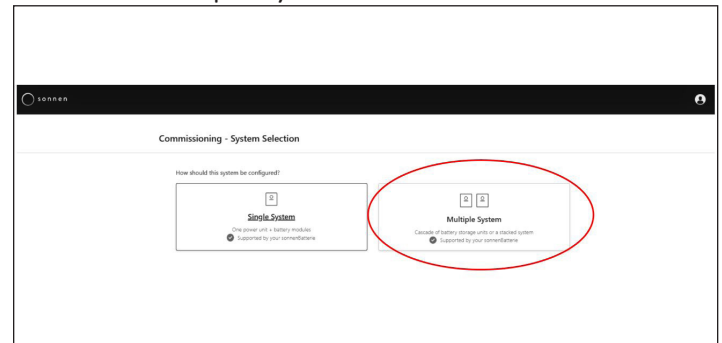 sonnen
Commissioning - System Selection
How should this system be configured?
Single System
One power unit + battery modules
Supported by your sonnenBatterie
Multiple System
Cascade of battery storage units or a stacked system
Supported by your sonnenBatterie